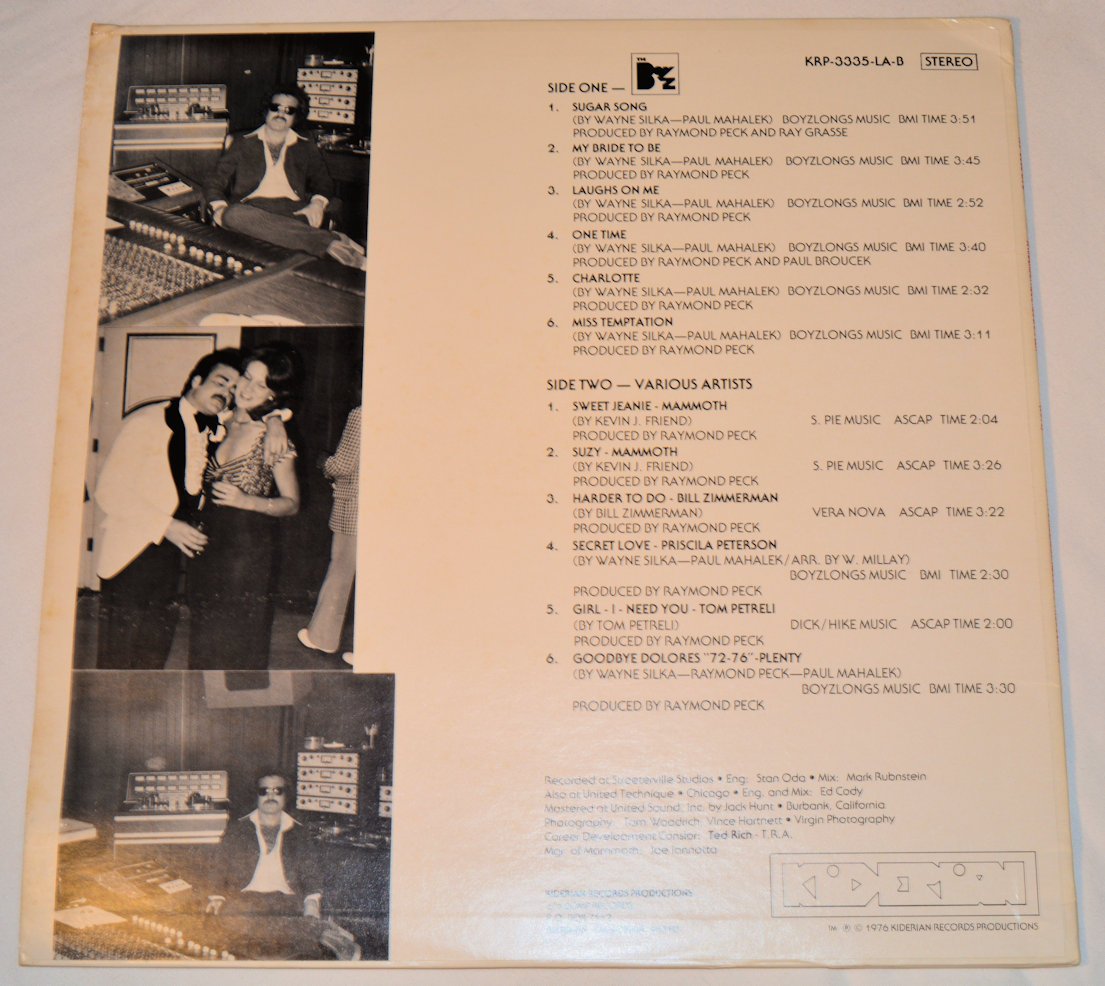 KRP-3335-LA-B STEREO
SIDE ONE — THE BOYZ
1. SUGAR SONG
(BY WAYNE SILKA—PAUL MAHALEK) BOYZLONGS MUSIC BMI TIME 3:51
PRODUCED BY RAYMOND PECK AND RAY GRASSE
2. MY BRIDE TO BE
(BY WAYNE SILKA—PAUL MAHALEK) BOYZLONGS MUSIC BMI TIME 3:45
PRODUCED BY RAYMOND PECK
3. LAUGHS ON ME
(BY WAYNE SILKA—PAUL MAHALEK) BOYZLONGS MUSIC BMI TIME 2:52
PRODUCED BY RAYMOND PECK
4. ONE TIME
(BY WAYNE SILKA—PAUL MAHALEK) BOYZLONGS MUSIC BMI TIME 3:40
PRODUCED BY RAYMOND PECK AND PAUL BROUCEK
5. CHARLOTTE
(BY WAYNE SILKA—PAUL MAHALEK) BOYZLONGS MUSIC BMI TIME 2:32
PRODUCED BY RAYMOND PECK
6. MISS TEMPTATION
(BY WAYNE SILKA—PAUL MAHALEK) BOYZLONGS MUSIC BMI TIME 3:11
PRODUCED BY RAYMOND PECK
SIDE TWO — VARIOUS ARTISTS
1. SWEET JEANIE - MAMMOTH
(BY KEVIN J. FRIEND) S. PIE MUSIC ASCAP TIME 2:04
PRODUCED BY RAYMOND PECK
2. SUZY - MAMMOTH
(BY KEVIN J. FRIEND) S. PIE MUSIC ASCAP TIME 3:26
PRODUCED BY RAYMOND PECK
3. HARDER TO DO - BILL ZIMMERMAN
(BY BILL ZIMMERMAN) VERA NOVA ASCAP TIME 3:22
PRODUCED BY RAYMOND PECK
4. SECRET LOVE - PRISCILA PETERSON
(BY WAYNE SILKA—PAUL MAHALEK/ARR. BY W. MILLAY)
BOYZLONGS MUSIC BMI TIME 2:30
PRODUCED BY RAYMOND PECK
5. GIRL - I - NEED YOU - TOM PETRELI
(BY TOM PETRELI) DICK/HIKE MUSIC ASCAP TIME 2:00
PRODUCED BY RAYMOND PECK
6. GOODBYE DOLORES "72-76"-PLENTY
(BY WAYNE SILKA—RAYMOND PECK—PAUL MAHALEK)
BOYZLONGS MUSIC BMI TIME 3:30
PRODUCED BY RAYMOND PECK
Recorded at Streeterville Studios • Eng: Stan Oda • Mix: Mark Rubnstein
Also at United Technique • Chicago • Eng. and Mix: Ed Cody
Mastered at United Sound, Inc. by Jack Hunt • Burbank, California
Photography: Tom Woodrich, Vince Hartnett • Virgin Photography
Career Development Conslor: Ted Rich - T.R.A.
Mgr. of Mammoth: Joe Iannotta
KIDERIAN RECORDS PRODUCTIONS
P.O. BOX
KIDERIAN
TM ℗ © 1976 KIDERIAN RECORDS PRODUCTIONS